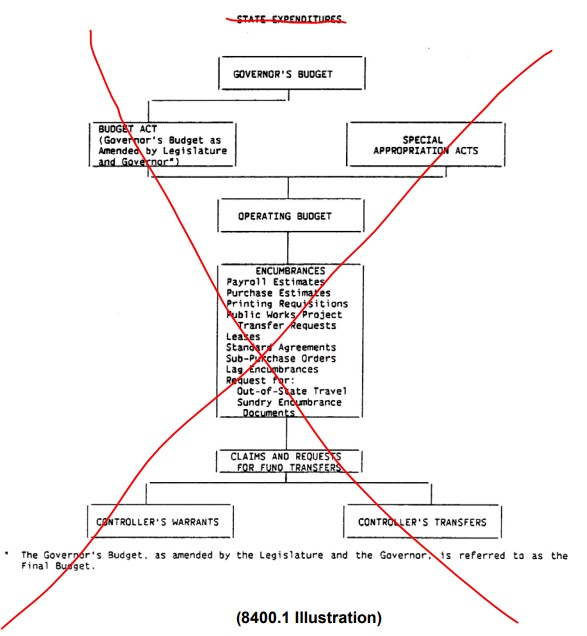 STATE EXPENDITURES
GOVERNOR'S BUDGET
BUDGET ACT
(Governor's Budget as
Amended by Legislature
and Governor*)
SPECIAL
APPROPRIATION ACTS
OPERATING BUDGET
ENCUMBRANCES
Payroll Estimates
Purchase Estimates
Printing Requisitions
Public Works Project
Transfer Requests
Leases
Standard Agreements
Sub-Purchase Orders
Lag Encumbrances
Request for:
Out-of-State Travel
Sundry Encumbrance
Documents
CLAIMS AND REQUESTS
FOR FUND TRANSFERS
CONTROLLER'S WARRANTS
CONTROLLER'S TRANSFERS
* The Governor's Budget, as amended by the Legislature and the Governor, is referred to as the
Final Budget.
(8400.1 Illustration)